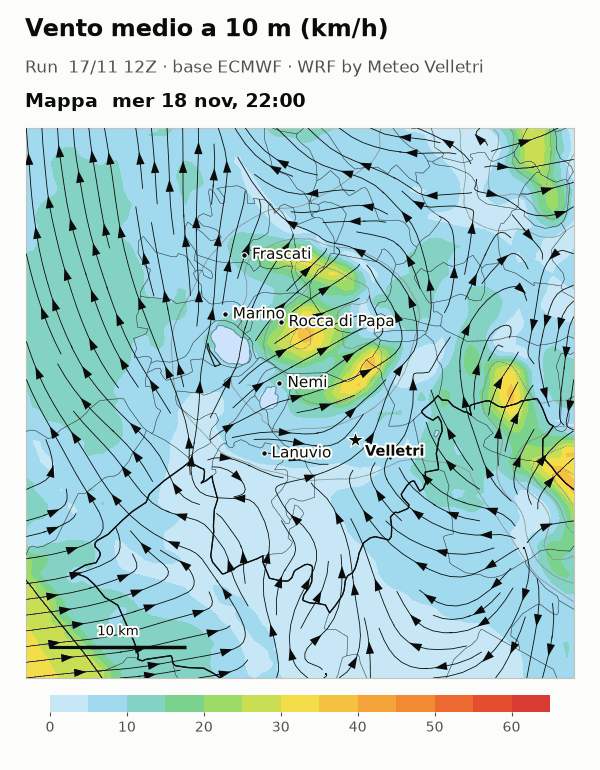 Vento medio a 10 m (km/h)
Run  17/11 12Z · base ECMWF · WRF by Meteo Velletri
Mappa  mer 18 nov, 22:00
Frascati
Marino
Rocca di Papa
Nemi
Velletri
Lanuvio
10 km
0 10 20 30 40 50 60